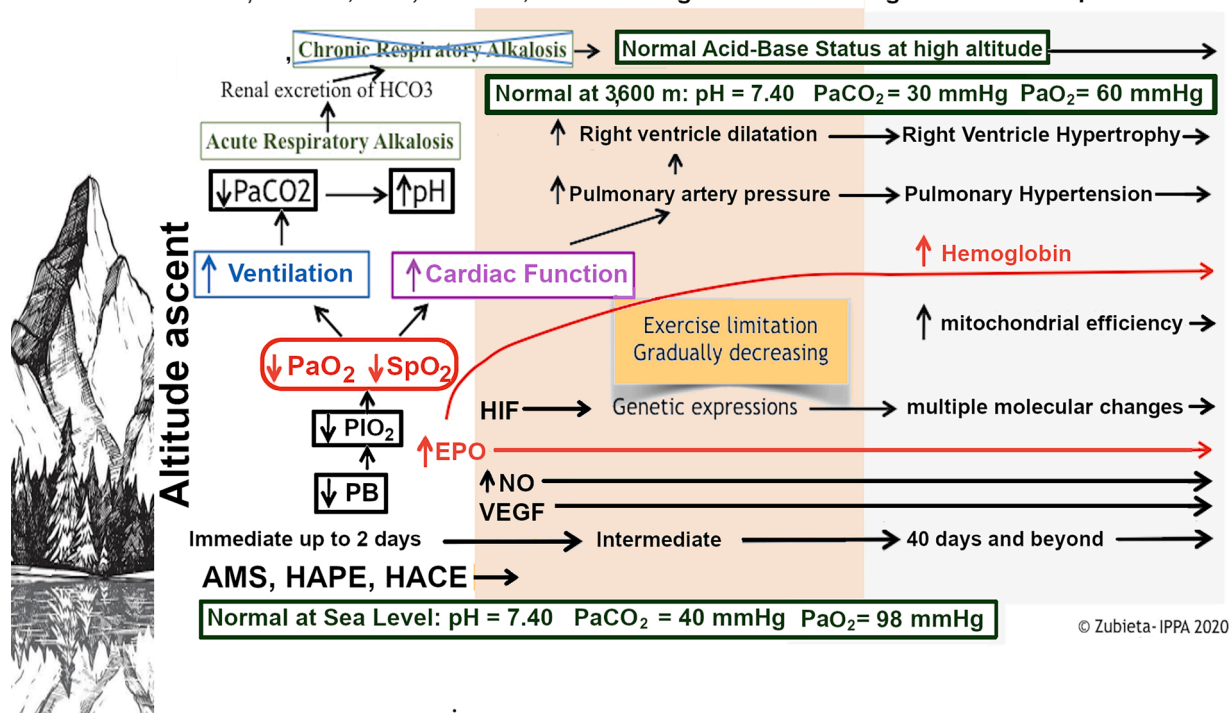 Chronic Respiratory Alkalosis
Normal Acid-Base Status at high altitude
Renal excretion of HCO3
Normal at 3,600 m: pH = 7.40 PaCO2 = 30 mmHg PaO2 = 60 mmHg
Acute Respiratory Alkalosis
↑ Right ventricle dilatation
Right Ventricle Hypertrophy
↓PaCO2
↑pH
↑Pulmonary artery pressure
Pulmonary Hypertension
Altitude ascent
↑ Ventilation
↑Cardiac Function
↑ Hemoglobin
Exercise limitation
Gradually decreasing
↑ mitochondrial efficiency
↓ PaO2 ↓SpO2
HIF
Genetic expressions
multiple molecular changes
↓ PIO2
↑EPO
↓ PB
↑NO
VEGF
Immediate up to 2 days
Intermediate
40 days and beyond
AMS, HAPE, HACE
Normal at Sea Level: pH = 7.40 PaCO2 = 40 mmHg PaO2= 98 mmHg
© Zubieta- IPPA 2020